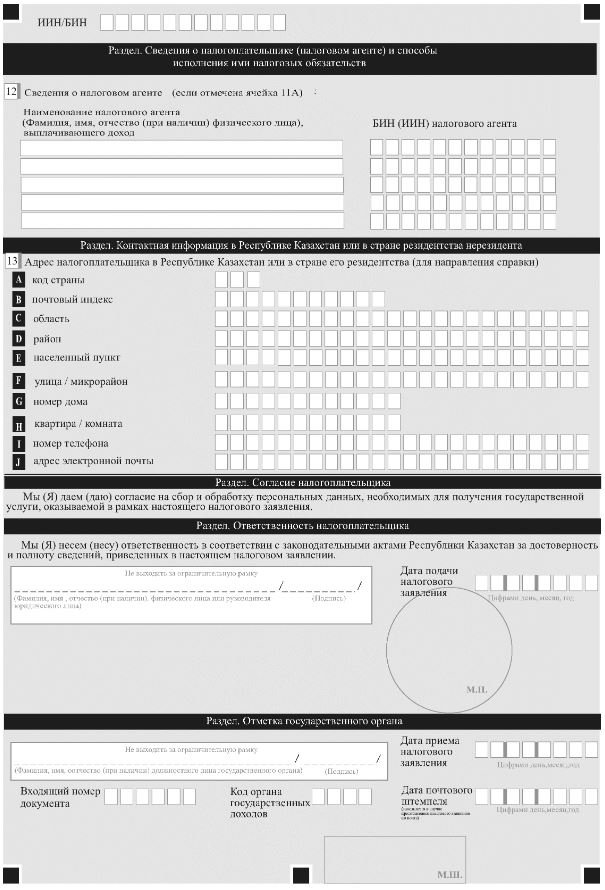 ИИН/БИН
Раздел. Сведения о налогоплательщике (налоговом агенте) и способы
исполнения ими налоговых обязательств
12 Сведения о налоговом агенте (если отмечена ячейка 11А) :
Наименование налогового агента
(Фамилия, имя, отчество (при наличии) физического лица),
выплачивающего доход
БИН (ИИН) налогового агента
Раздел. Контактная информация в Республике Казахстан или в стране резидентства нерезидента
13 Адрес налогоплательщика в Республике Казахстан или в стране его резидентства (для направления справки)
A код страны
B почтовый индекс
C область
D район
E населенный пункт
F улица / микрорайон
G номер дома
H квартира / комната
I номер телефона
J адрес электронной почты
Раздел. Согласие налогоплательщика
Мы (Я) даем (даю) согласие на сбор и обработку персональных данных, необходимых для получения государственной
услуги, оказываемой в рамках настоящего налогового заявления.
Раздел. Ответственность налогоплательщика
Мы (Я) несем (несу) ответственность в соответствии с законодательными актами Республики Казахстан за достоверность
и полноту сведений, приведенных в настоящем налоговом заявлении.
Не выходить за ограничительную рамку
/ /
(Фамилия, имя , отчество (при наличии), физического лица или руководителя
юридического лица)
(Подпись)
Дата подачи
налогового
заявления
Цифрами день, месяц, год
М.П.
Раздел. Отметка государственного органа
Не выходить за ограничительную рамку
/ /
(Фамилия, имя, отчество (при наличии) должностного лица государственного органа)
(Подпись)
Дата приема
налогового
заявления
Цифрами день,месяц,год
Входящий номер
документа
Код органа
государственных
доходов
Дата почтового
штемпеля
Цифрами день,месяц,год
М.Ш.